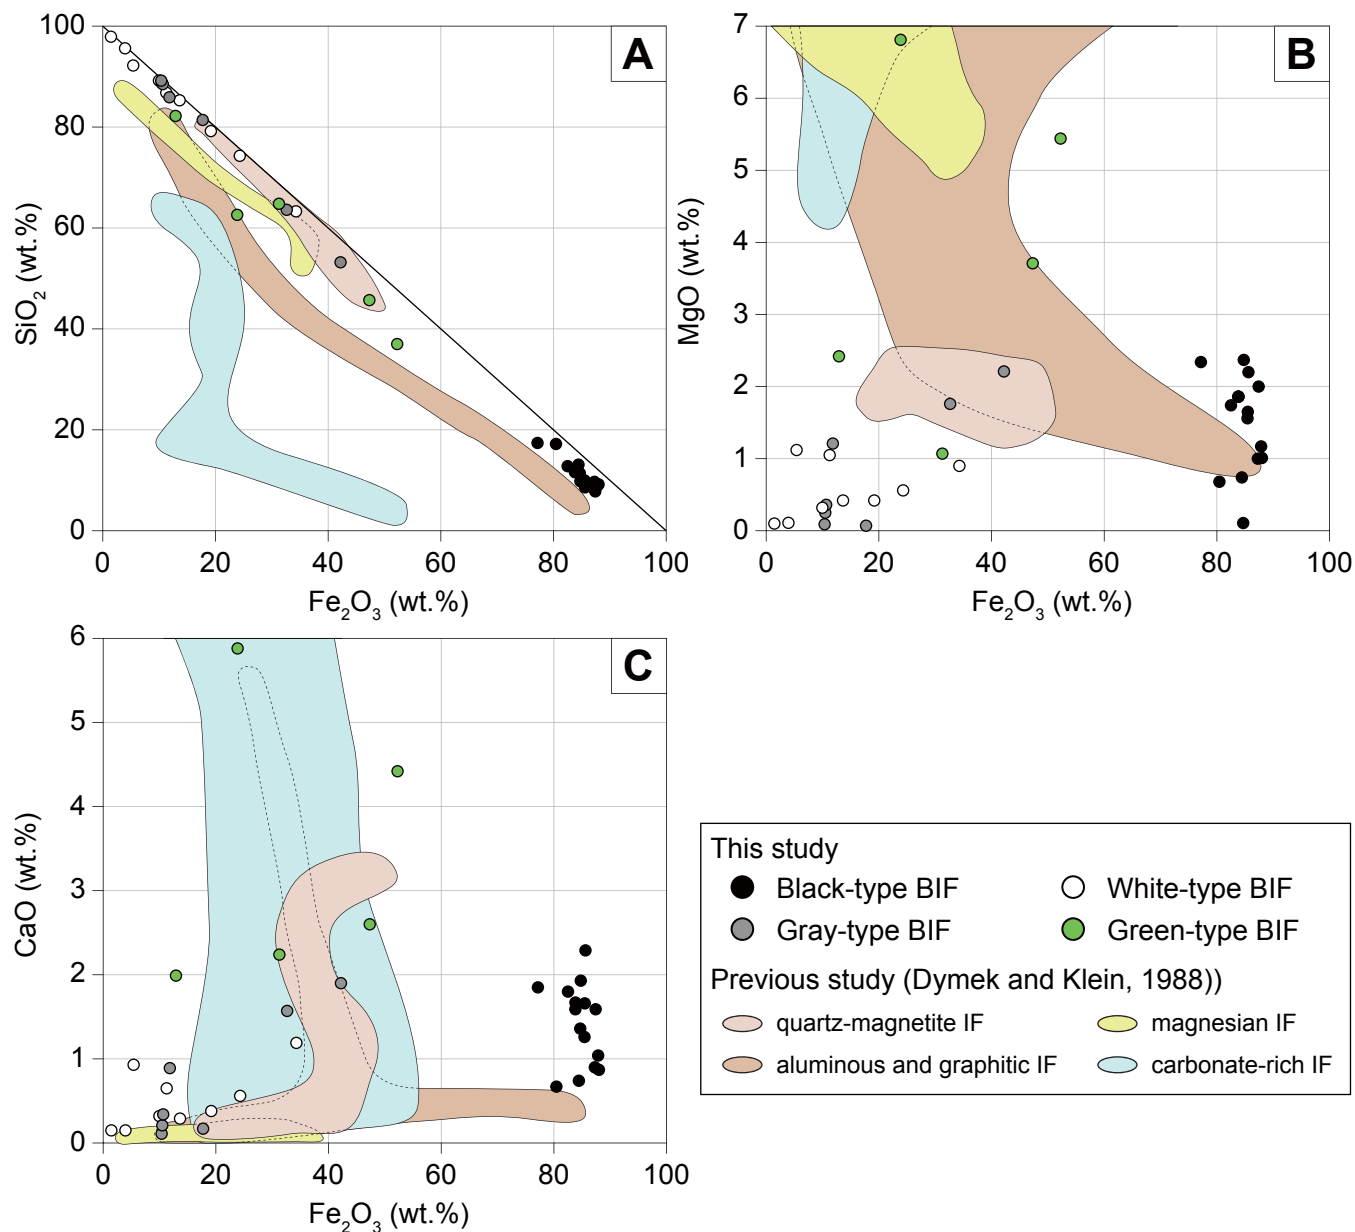 A
100
80
60
40
20
0
SiO2 (wt.%)
0 20 40 60 80 100
Fe2O3 (wt.%)
B
7
6
5
4
3
2
1
0
MgO (wt.%)
0 20 40 60 80 100
Fe2O3 (wt.%)
C
6
5
4
3
2
1
0
CaO (wt.%)
0 20 40 60 80 100
Fe2O3 (wt.%)
This study
Black-type BIF
White-type BIF
Gray-type BIF
Green-type BIF
Previous study (Dymek and Klein, 1988))
quartz-magnetite IF
magnesian IF
aluminous and graphitic IF
carbonate-rich IF